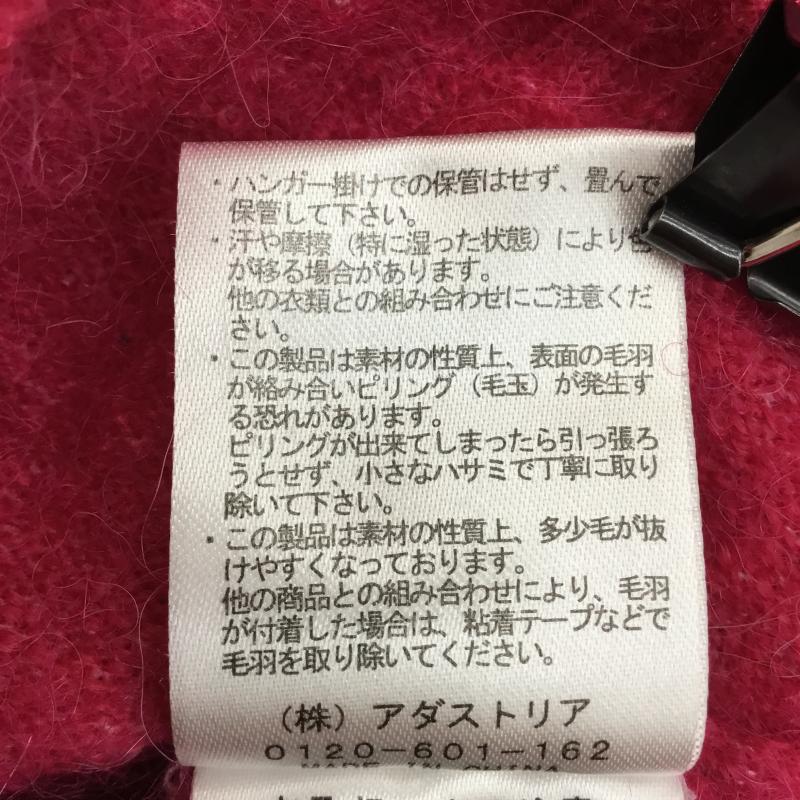 ・ハンガー掛けでの保管はせず、畳んで
保管して下さい。
・汗や摩擦（特に湿った状態）により色
が移る場合があります。
他の衣類との組み合わせにご注意くだ
さい。
・この製品は素材の性質上、表面の毛羽
が絡み合いピリング（毛玉）が発生す
る恐れがあります。
ピリングが出来てしまったら引っ張ろ
うとせず、小さなハサミで丁寧に取り
除いて下さい。
・この製品は素材の性質上、多少毛が抜
けやすくなっております。
他の商品との組み合わせにより、毛羽
が付着した場合は、粘着テープなどで
毛羽を取り除いてください。
（株）アダストリア
0120-601-162
MADE IN CHINA